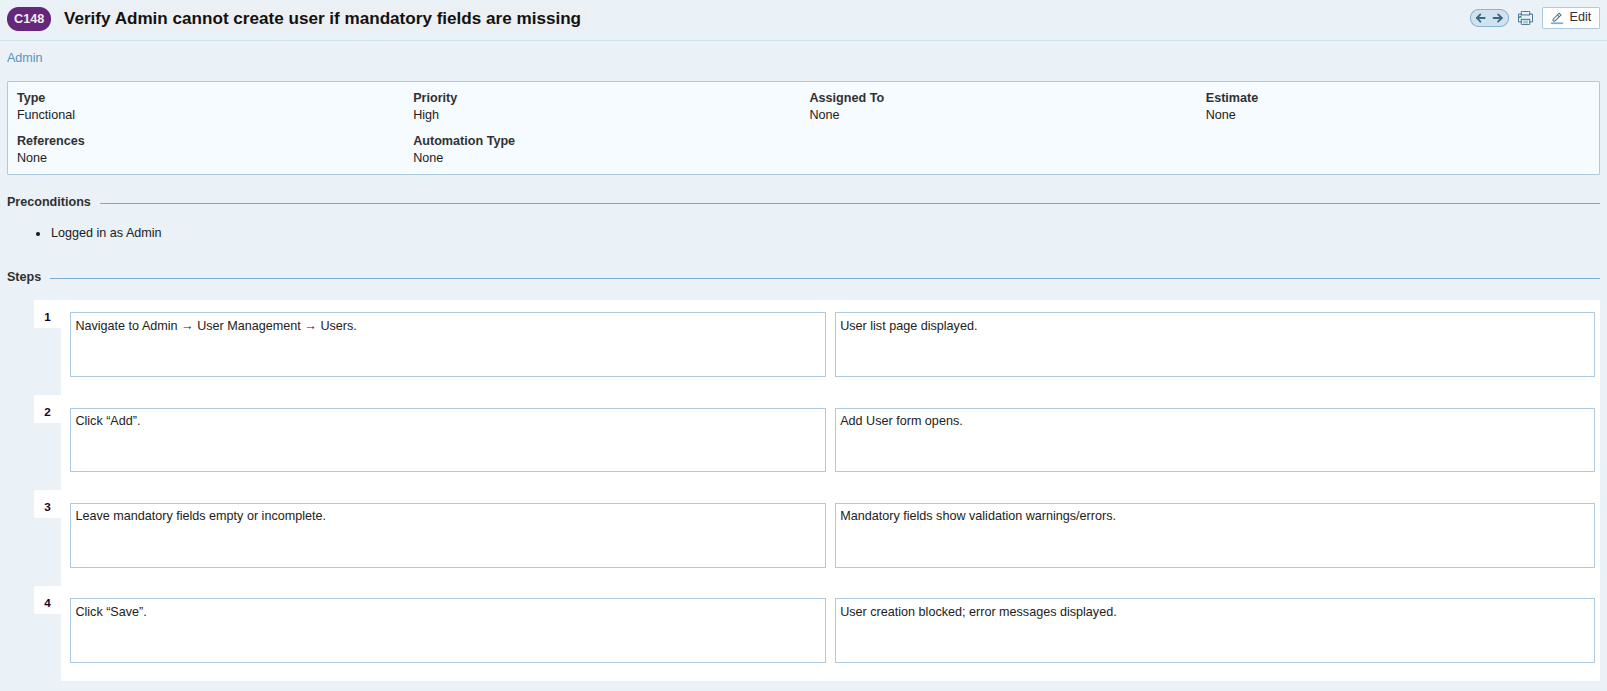 C148 Verify Admin cannot create user if mandatory fields are missing Edit
Admin
Type Priority Assigned To Estimate
Functional High None None
References Automation Type
None None
Preconditions
• Logged in as Admin
Steps
1 Navigate to Admin → User Management → Users. User list page displayed.
2 Click “Add”. Add User form opens.
3 Leave mandatory fields empty or incomplete. Mandatory fields show validation warnings/errors.
4 Click “Save”. User creation blocked; error messages displayed.